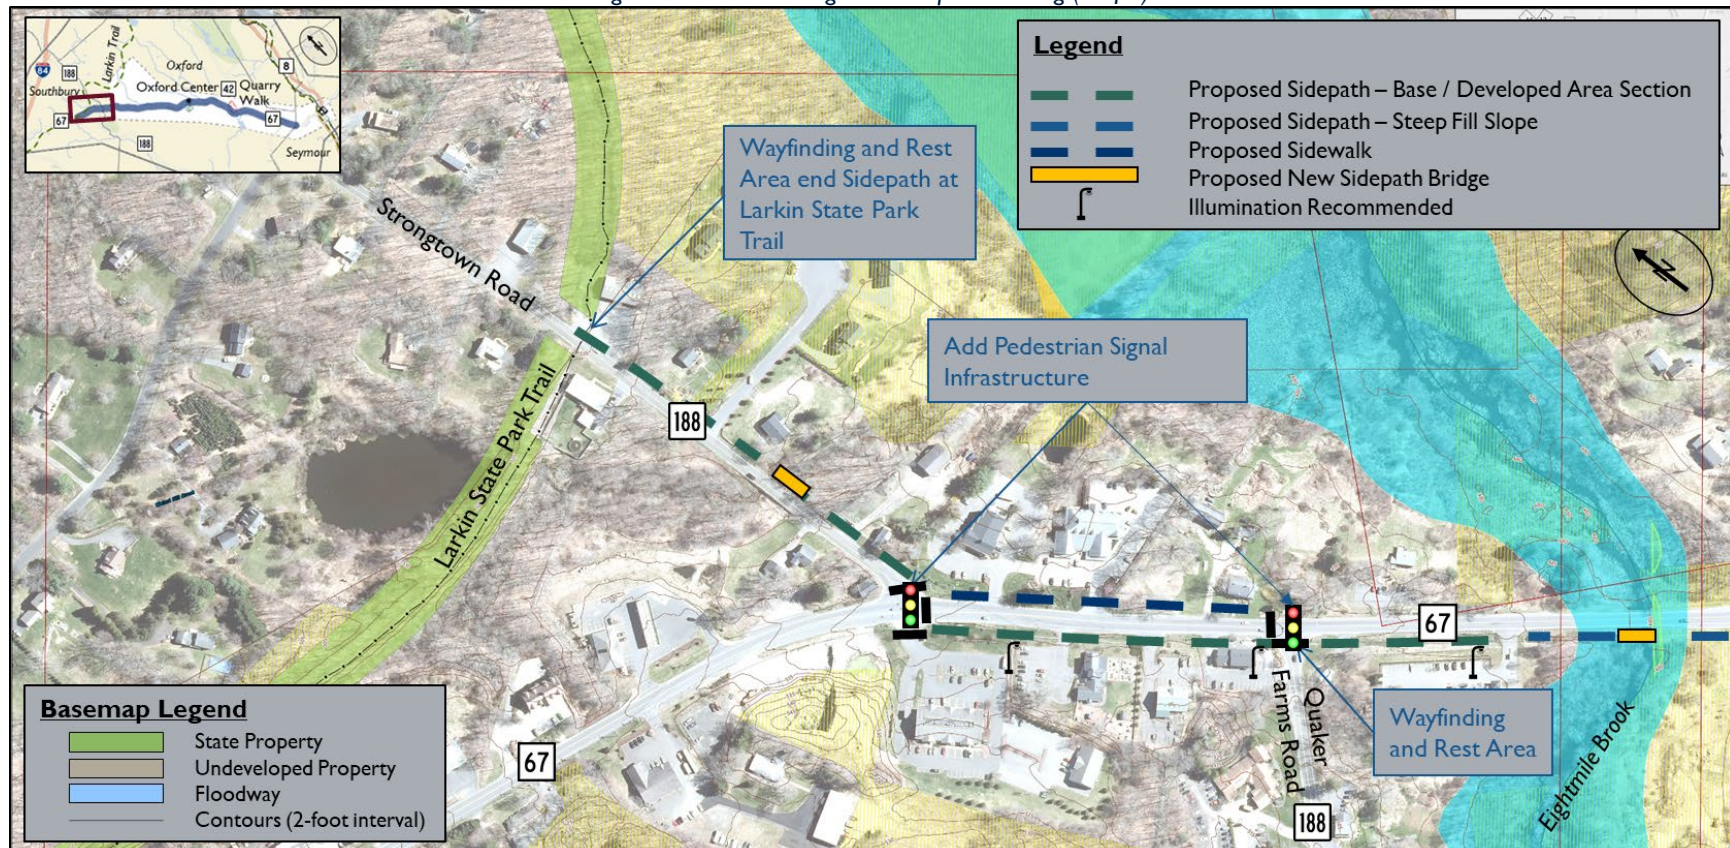 Larkin Trail
Oxford
8
84
188
Southbury
Oxford Center
42
Quarry
Walk
67
67
188
Seymour
N
Legend
Proposed Sidepath – Base / Developed Area Section
Proposed Sidepath – Steep Fill Slope
Proposed Sidewalk
Proposed New Sidepath Bridge
Illumination Recommended
Wayfinding and Rest
Area end Sidepath at
Larkin State Park
Trail
Strongtown Road
Add Pedestrian Signal
Infrastructure
188
Larkin State Park Trail
67
Quaker
Farms Road
Wayfinding
and Rest Area
Eightmile Brook
67
188
Basemap Legend
State Property
Undeveloped Property
Floodway
Contours (2-foot interval)